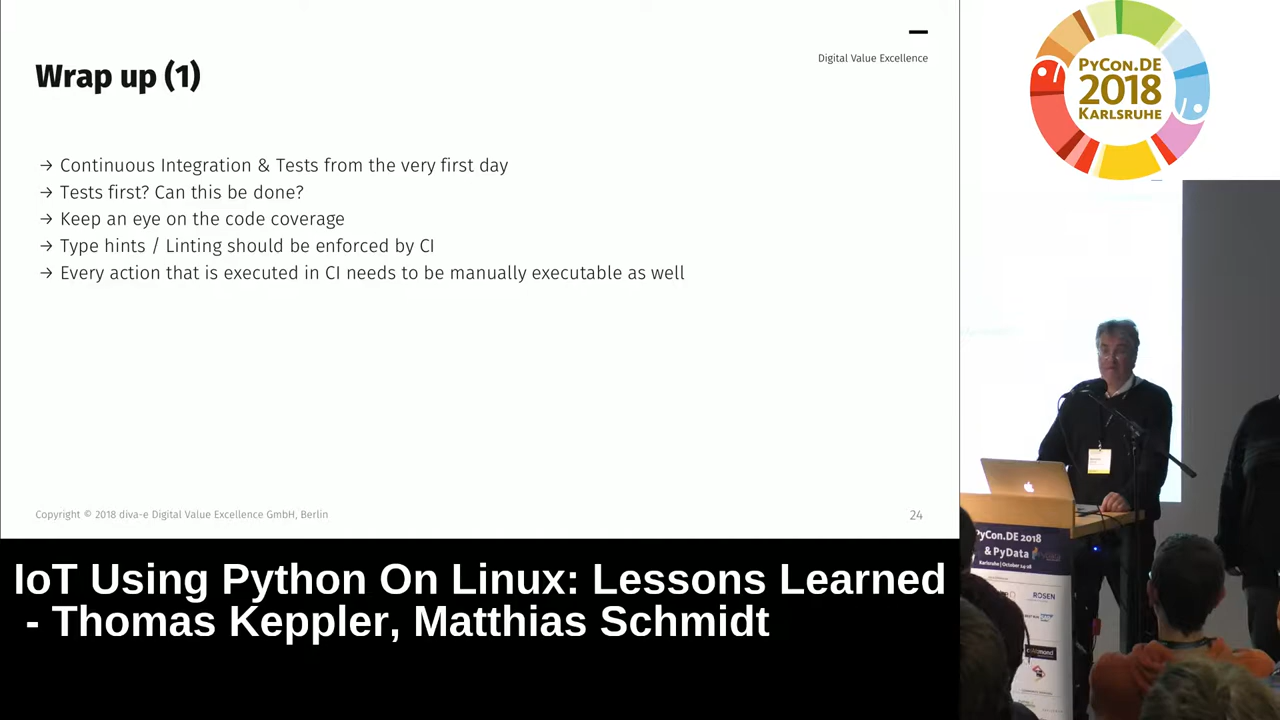 Digital Value Excellence
Wrap up (1)
→ Continuous Integration & Tests from the very first day
→ Tests first? Can this be done?
→ Keep an eye on the code coverage
→ Type hints / Linting should be enforced by CI
→ Every action that is executed in CI needs to be manually executable as well
Copyright © 2018 diva-e Digital Value Excellence GmbH, Berlin
24
IoT Using Python On Linux: Lessons Learned
- Thomas Keppler, Matthias Schmidt
PYCON.DE
2018
KARLSRUHE
PyCon.DE 2018
& PyData
Karlsruhe | October 24-28
ROSEN